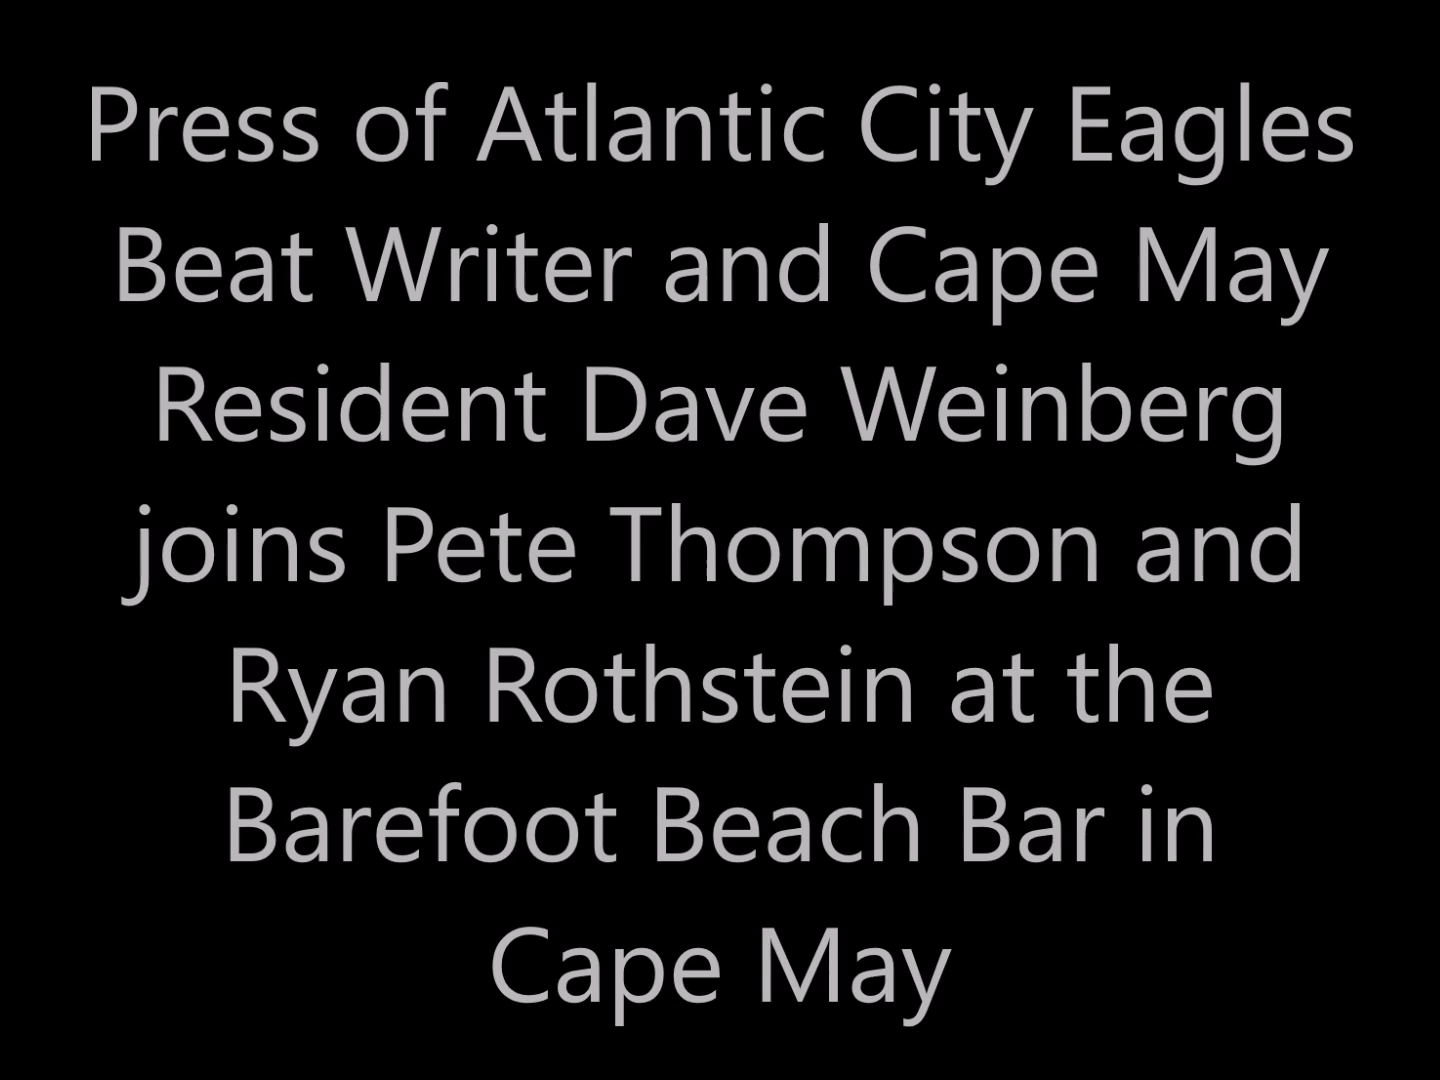 Press of Atlantic City Eagles
Beat Writer and Cape May
Resident Dave Weinberg
joins Pete Thompson and
Ryan Rothstein at the
Barefoot Beach Bar in
Cape May